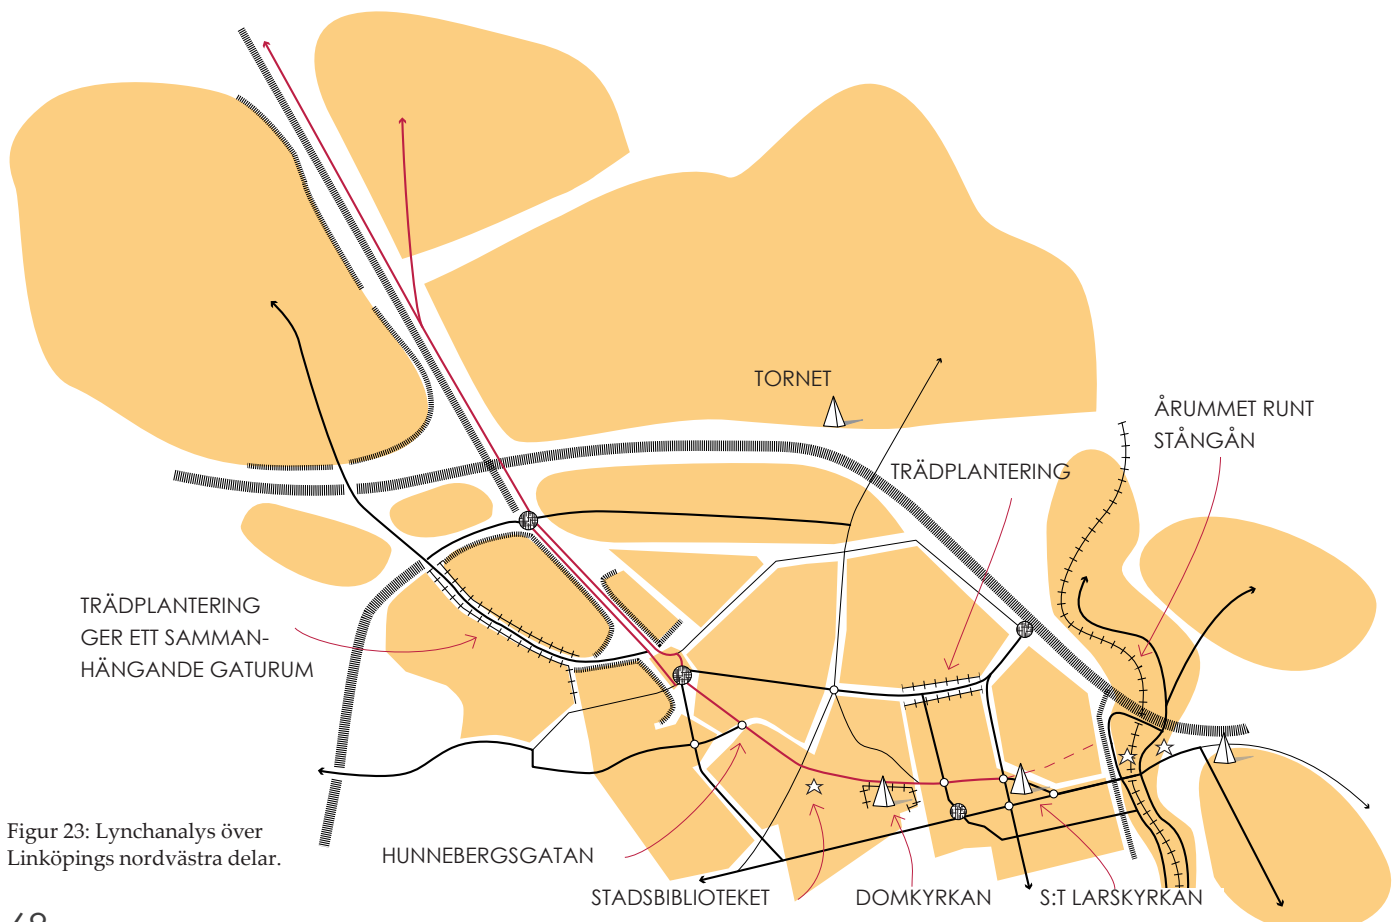 TORNET
ÅRUMMET RUNT
STÅNGÅN
TRÄDPLANTERING
TRÄDPLANTERING
GER ETT SAMMAN-
HÄNGANDE GATURUM
Figur 23: Lynchanalys över
Linköpings nordvästra delar.
HUNNEBERGSGATAN
STADSBIBLIOTEKET
DOMKYRKAN
S:T LARSKYRKAN